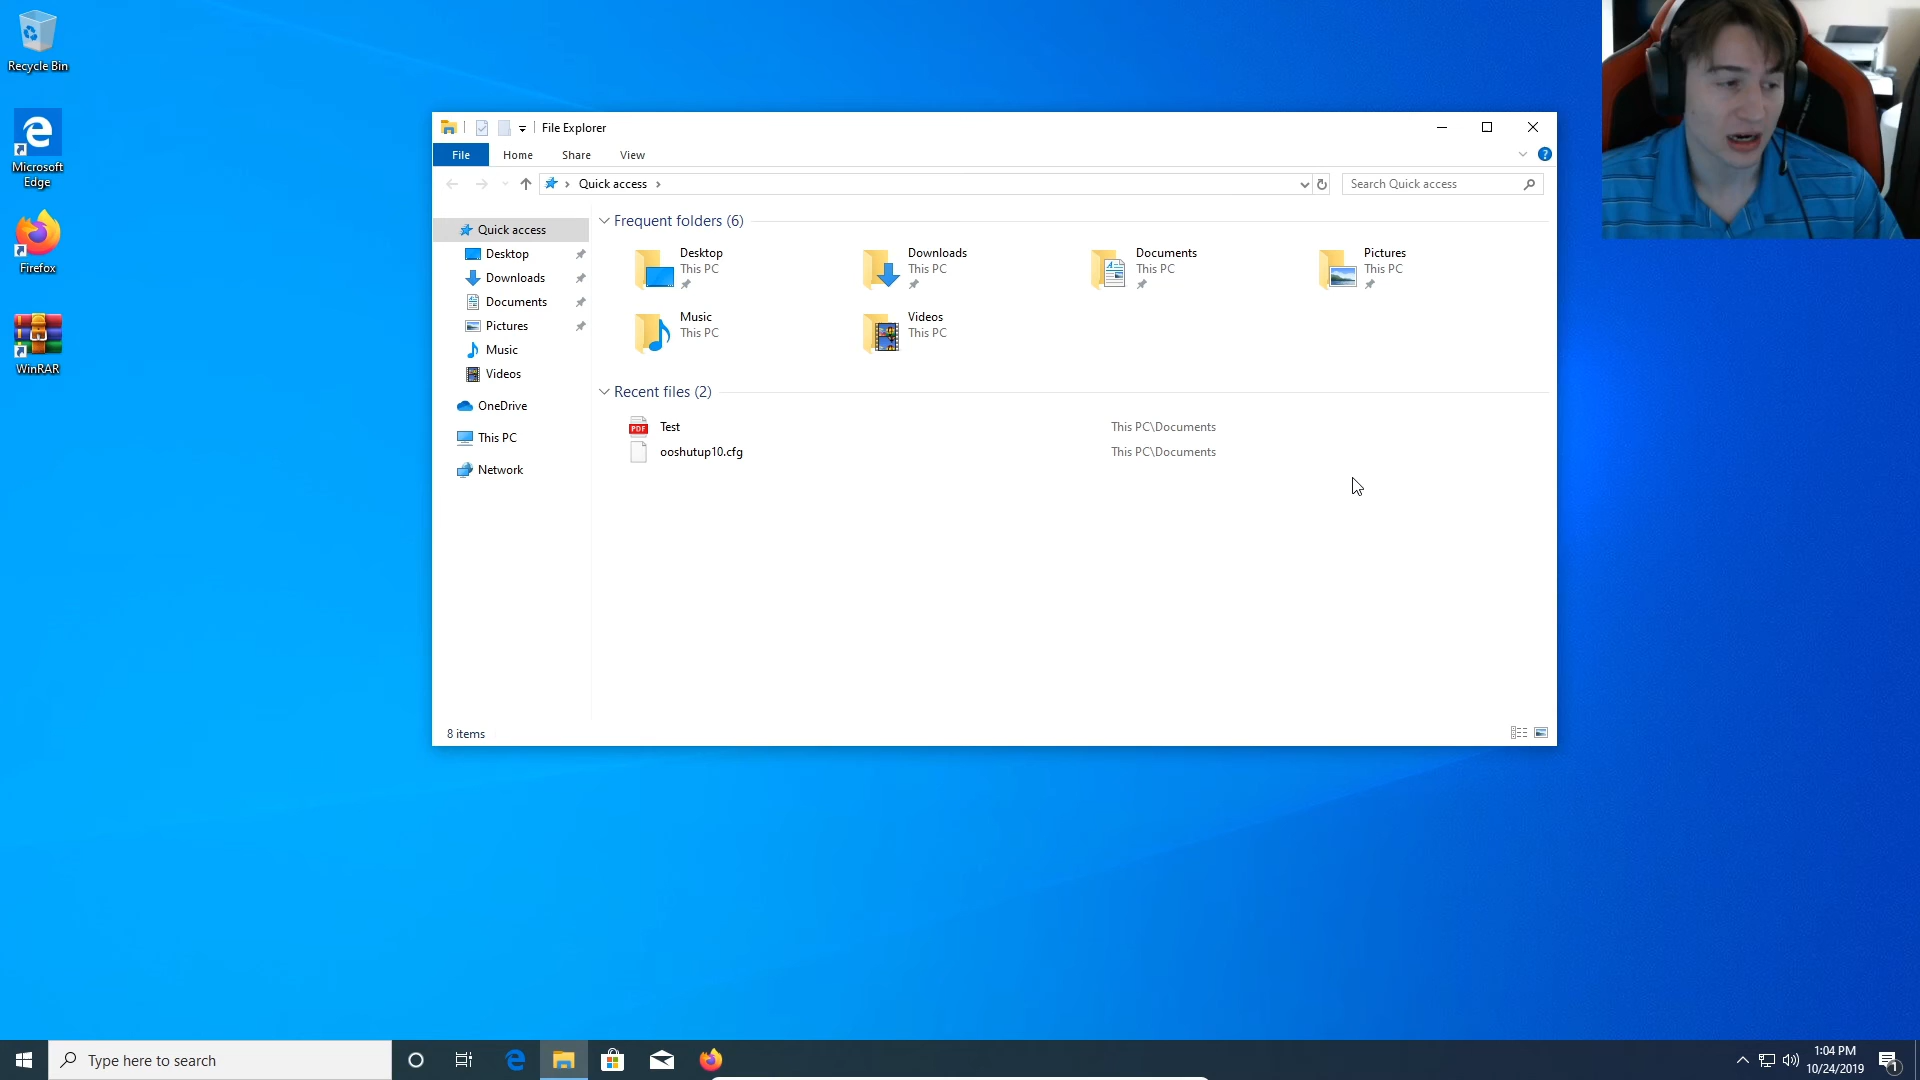 Recycle Bin
Microsoft
Edge
Firefox
WinRAR
File Explorer
File
Home
Share
View
?
Quick access
Search Quick access
Quick access
Desktop
Downloads
Documents
Pictures
Music
Videos
OneDrive
This PC
Network
Frequent folders (6)
Desktop
This PC
Downloads
This PC
Documents
This PC
Pictures
This PC
Music
This PC
Videos
This PC
Recent files (2)
PDF
Test
This PC\Documents
ooshutup10.cfg
This PC\Documents
8 items
Type here to search
1:04 PM
10/24/2019
1